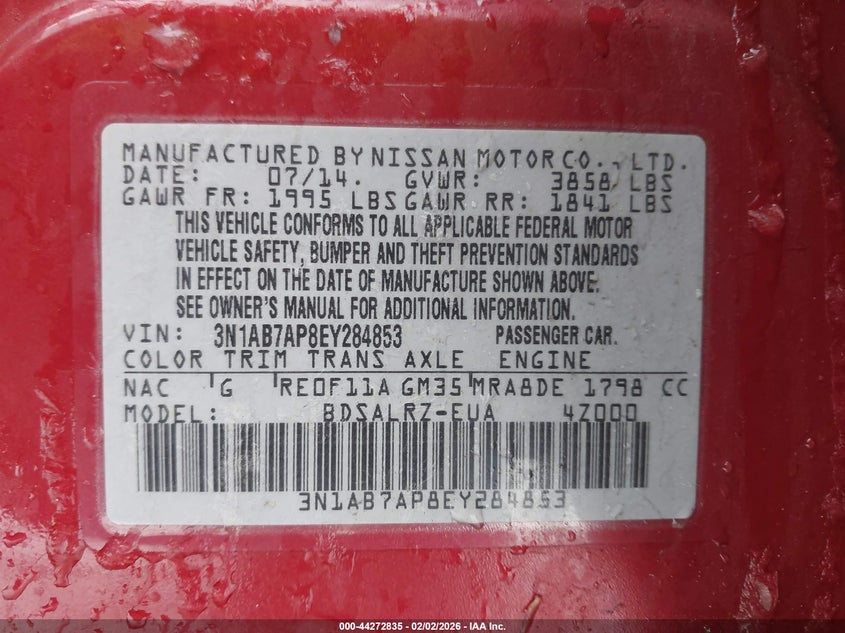 MANUFACTURED BY NISSAN MOTOR CO., LTD.
DATE: 07/14. GVWR: 3858 LBS
GAWR FR: 1995 LBS GAWR RR: 1841 LBS
THIS VEHICLE CONFORMS TO ALL APPLICABLE FEDERAL MOTOR
VEHICLE SAFETY, BUMPER AND THEFT PREVENTION STANDARDS
IN EFFECT ON THE DATE OF MANUFACTURE SHOWN ABOVE.
SEE OWNER'S MANUAL FOR ADDITIONAL INFORMATION.
VIN: 3N1AB7AP8EY284853 PASSENGER CAR.
COLOR TRIM TRANS AXLE ENGINE
NAC G RE0F11A GM35 MRA8DE 1798 CC
MODEL: BDSALRZ-EUA 4Z000
3N1AB7AP8EY284853
000-44272835 - 02/02/2026 - IAA Inc.